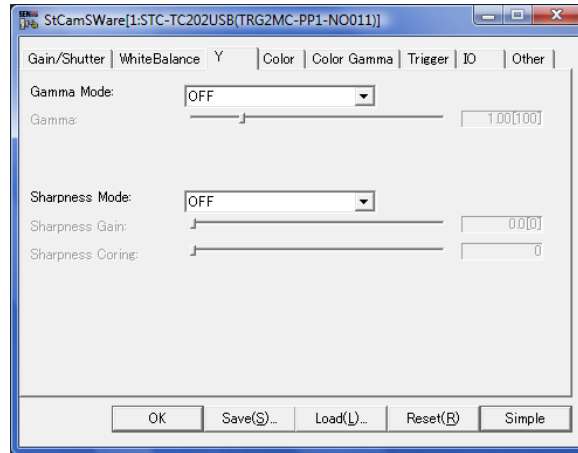 StCamSWare[1:STC-TC202USB(TRG2MC-PP1-NO011)]
Gain/Shutter WhiteBalance Y Color Color Gamma Trigger IO Other
Gamma Mode: OFF
Gamma: 1.00[100]
Sharpness Mode: OFF
Sharpness Gain: 0.0[0]
Sharpness Coring: 0
OK Save(S)... Load(L)... Reset(R) Simple